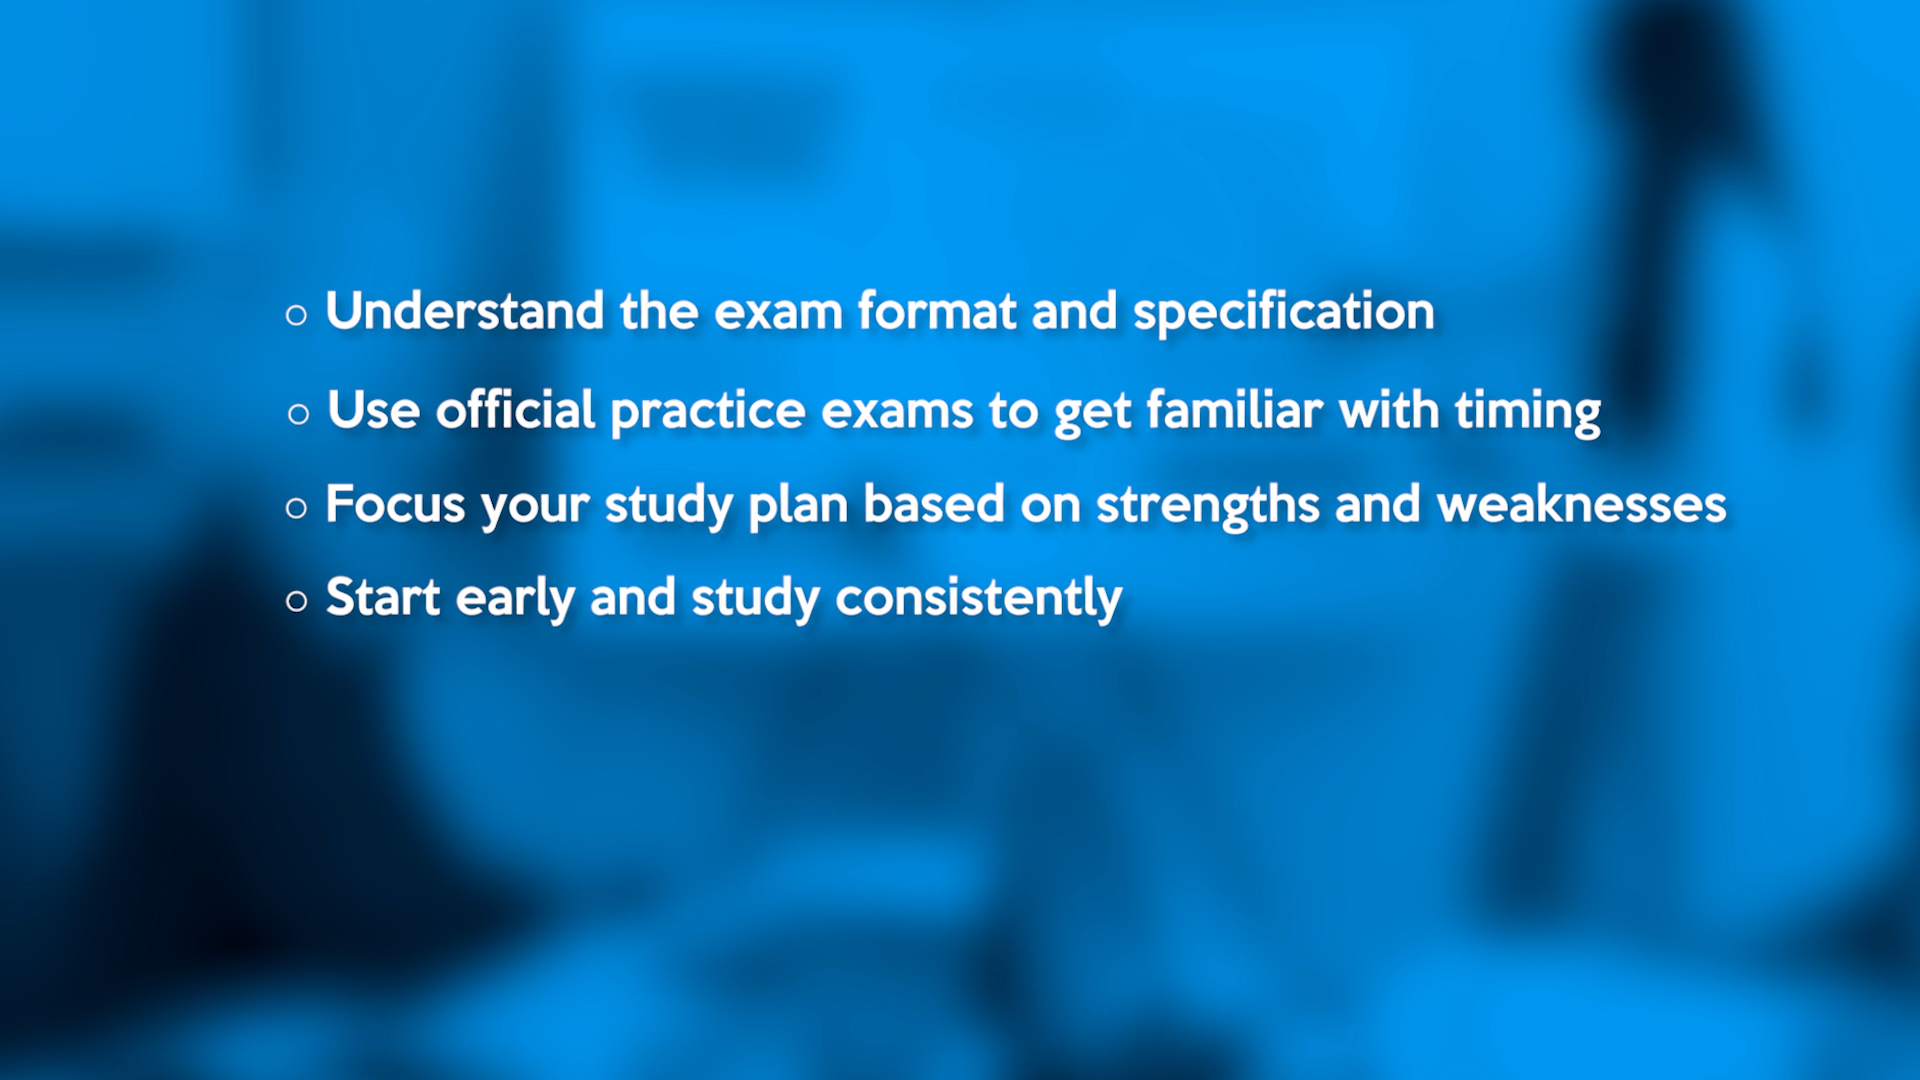 ○ Understand the exam format and specification
○ Use official practice exams to get familiar with timing
○ Focus your study plan based on strengths and weaknesses
○ Start early and study consistently